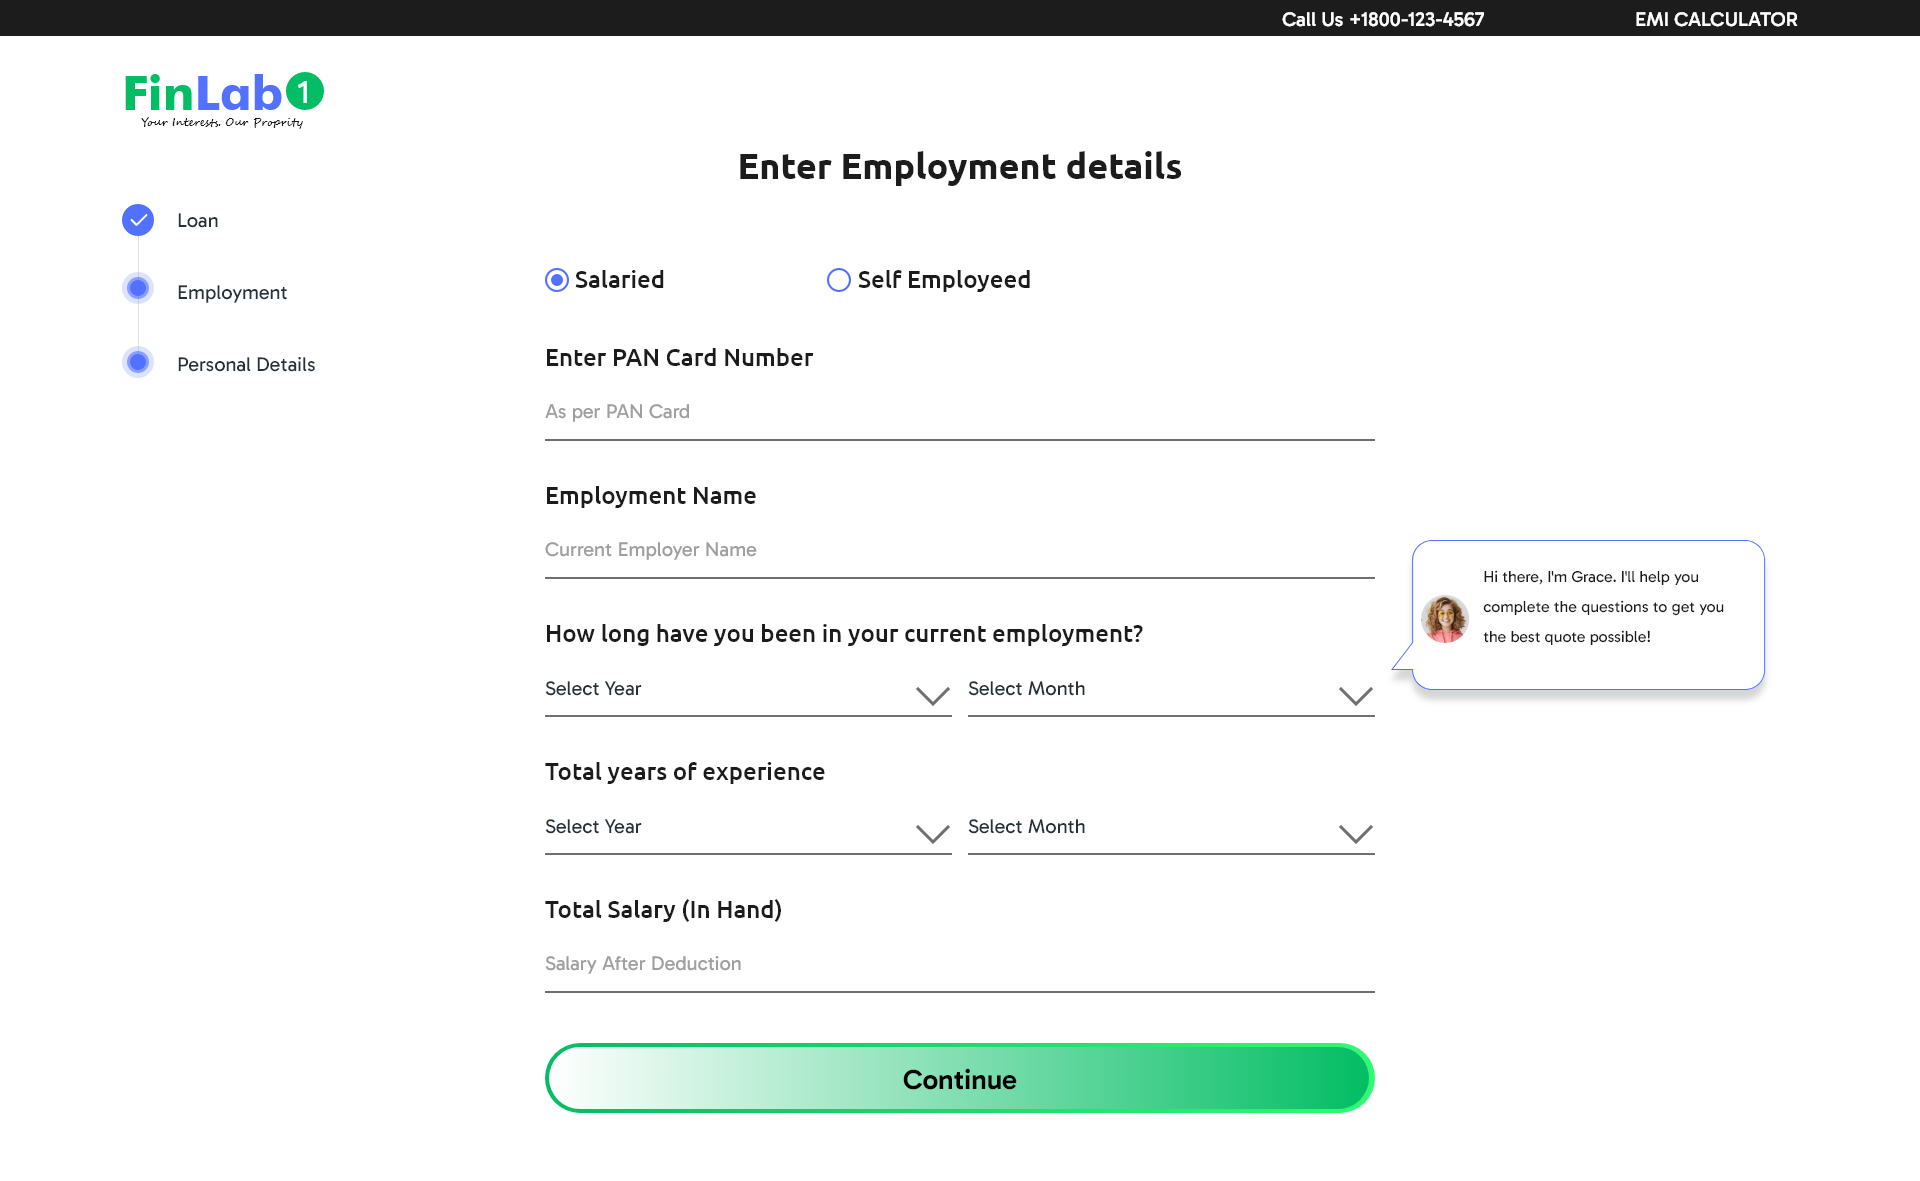 Call Us +1800-123-4567 EMI CALCULATOR
FinLab1
Your Interests. Our Proprity
Enter Employment details
Loan
Employment
Personal Details
Salaried Self Employeed
Enter PAN Card Number
As per PAN Card
Employment Name
Current Employer Name
How long have you been in your current employment?
Select Year Select Month
Total years of experience
Select Year Select Month
Total Salary (In Hand)
Salary After Deduction
Continue
Hi there, I'm Grace. I'll help you
complete the questions to get you
the best quote possible!